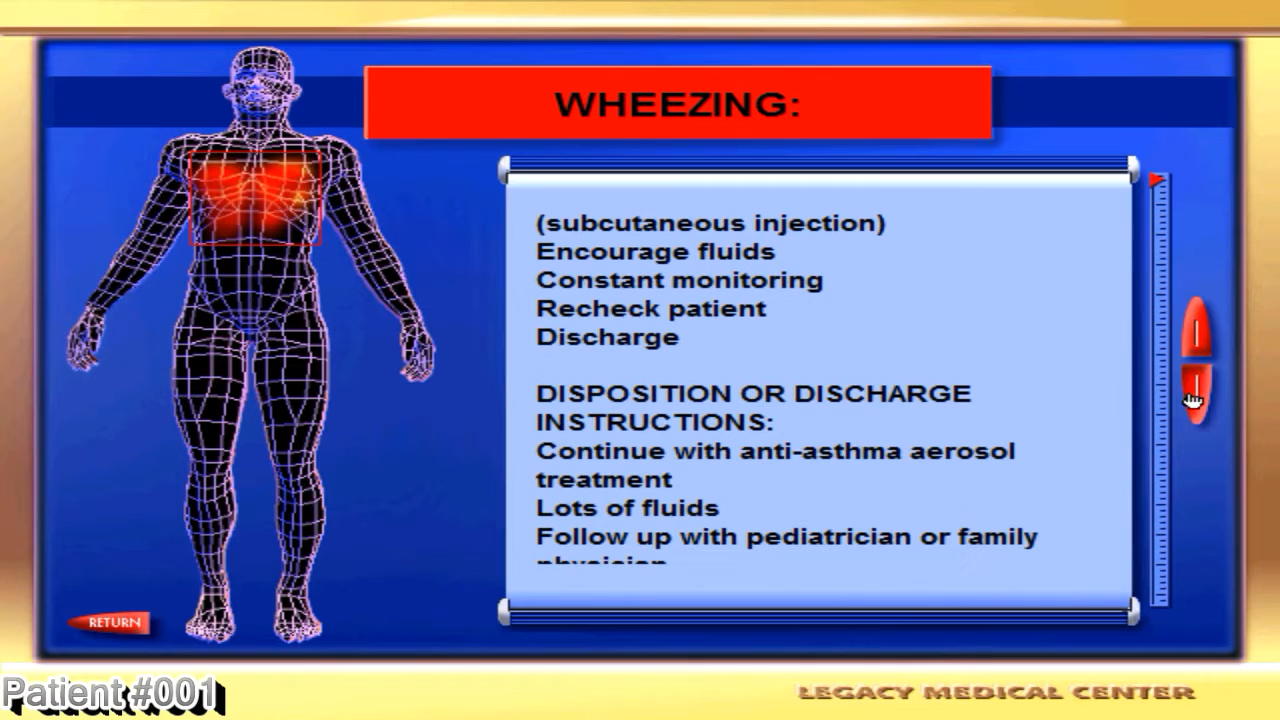 WHEEZING:
(subcutaneous injection)
Encourage fluids
Constant monitoring
Recheck patient
Discharge
DISPOSITION OR DISCHARGE
INSTRUCTIONS:
Continue with anti-asthma aerosol
treatment
Lots of fluids
Follow up with pediatrician or family
physician
RETURN
Patient #001
LEGACY MEDICAL CENTER